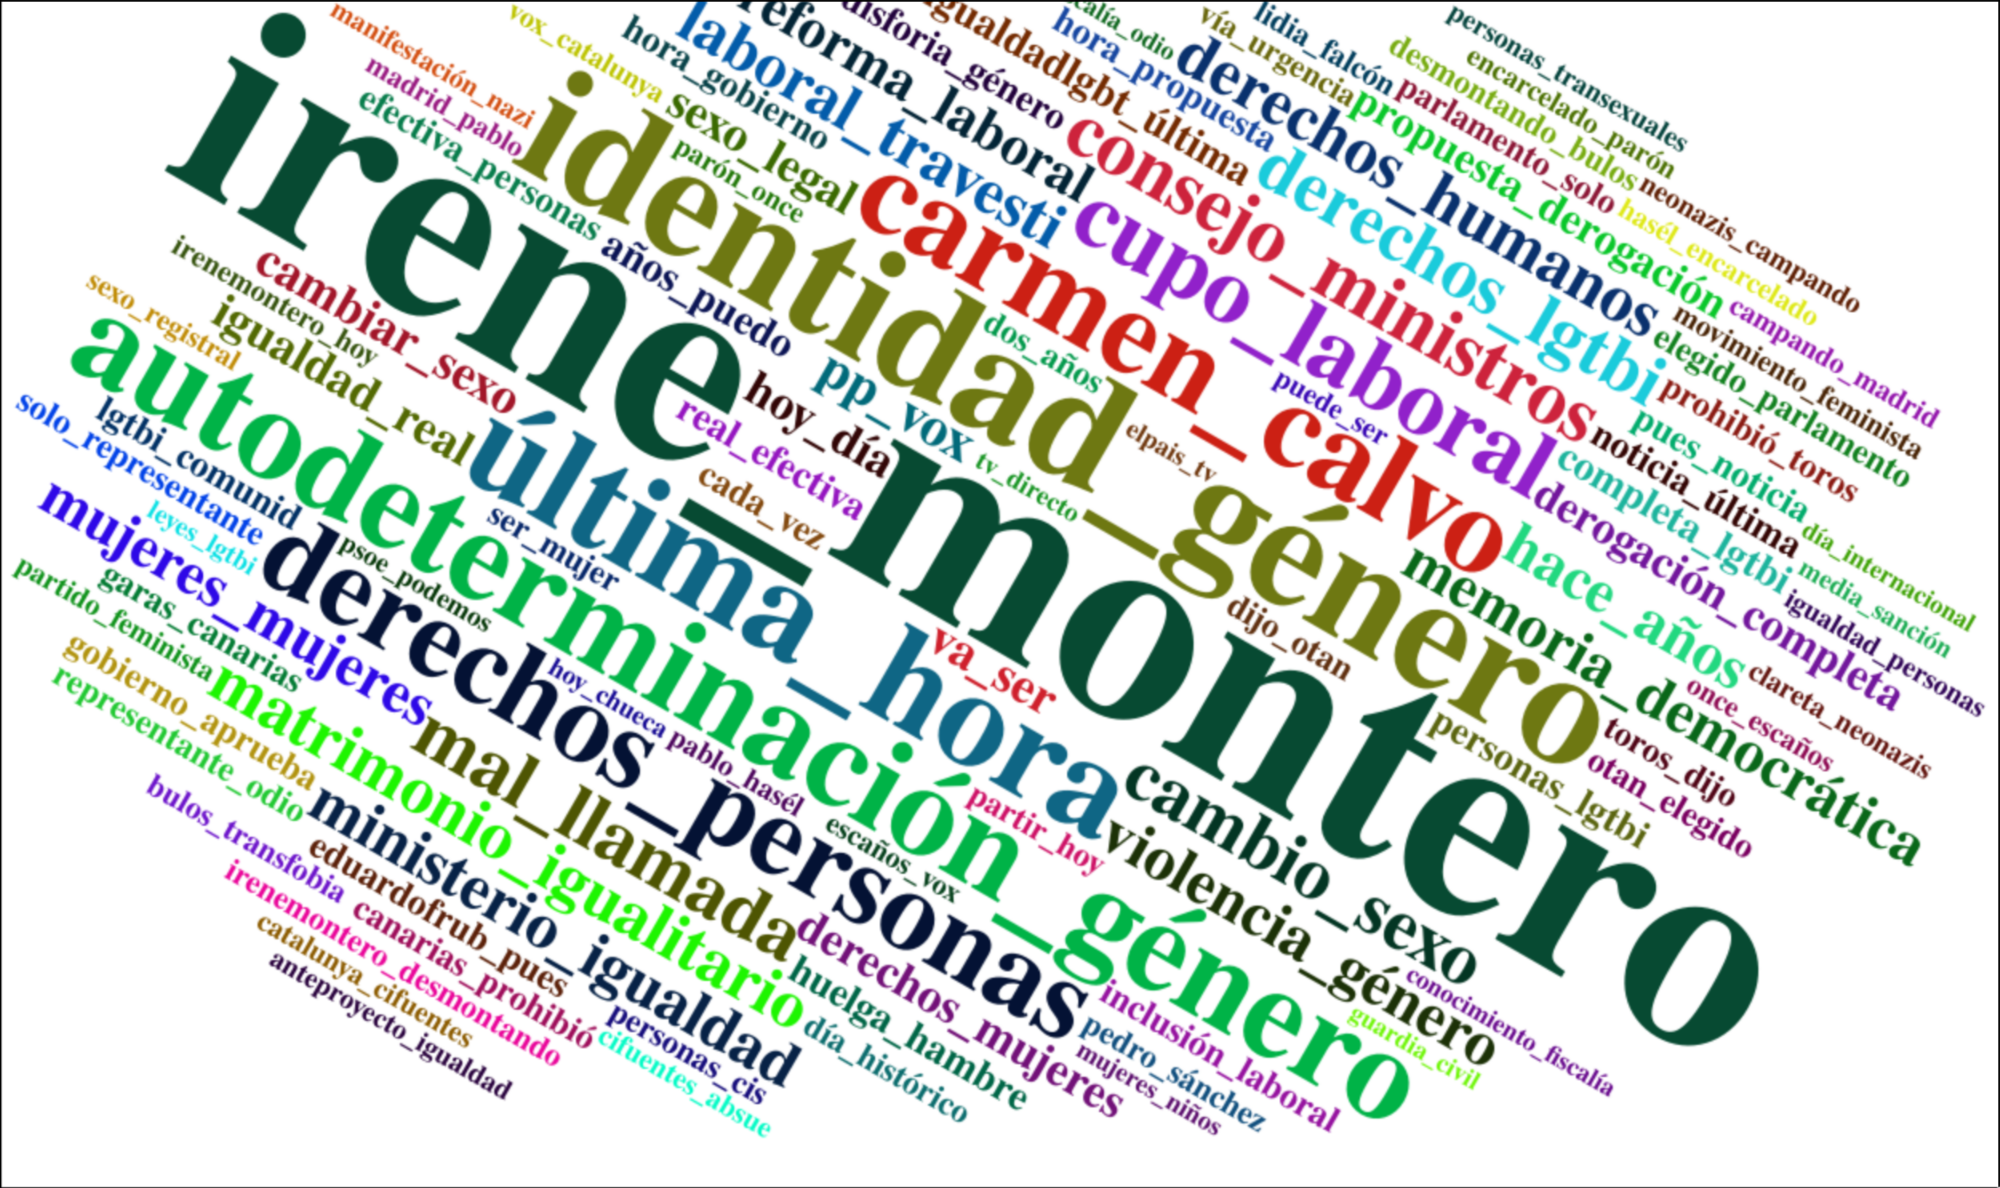 irene_montero
identidad_género
autodeterminación_género
última_hora
carmen_calvo
derechos_personas
cupo_laboral
consejo_ministros
derechos_humanos
derechos_lgtbi
laboral_travesti
reforma_laboral
manifestación_nazi
madrid_pablo
efectiva_personas
vox_catalunya
hora_gobierno
sexo_legal
parón_once
disforia_género
igualdadlgbt_última
hora_propuesta
vía_urgencia
lidia_falcón
personas_transexuales
encarcelado_parón
desmontando_bulos
parlamento_solo
propuesta_derogación
neonazis_campando
hasél_encarcelado
campando_madrid
movimiento_feminista
elegido_parlamento
prohibió_toros
pues_noticia
noticia_última
completa_lgtbi
derogación_completa
día_internacional
media_sanción
igualdad_personas
hace_años
memoria_democrática
clareta_neonazis
once_escaños
toros_dijo
otan_elegido
personas_lgtbi
dijo_otan
elpais_tv
puede_ser
dos_años
tv_directo
pp_vox
años_puedo
hoy_día
real_efectiva
cada_vez
va_ser
irenemontero_hoy
cambiar_sexo
sexo_registral
igualdad_real
lgtbi_comunid
solo_representante
leyes_lgtbi
mujeres_mujeres
psoe_podemos
ser_mujer
garas_canarias
partido_feminista
gobierno_aprueba
representante_odio
matrimonio_igualitario
mal_llamada
hoy_chueca
pablo_hasél
escaños_vox
partir_hoy
cambio_sexo
violencia_género
conocimiento_fiscalía
guardia_civil
inclusión_laboral
pedro_sánchez
mujeres_niños
derechos_mujeres
huelga_hambre
día_histórico
ministerio_igualdad
eduardofrub_pues
bulos_transfobia
canarias_prohibió
irenemontero_desmontando
catalunya_cifuentes
anteproyecto_igualdad
personas_cis
cifuentes_absue